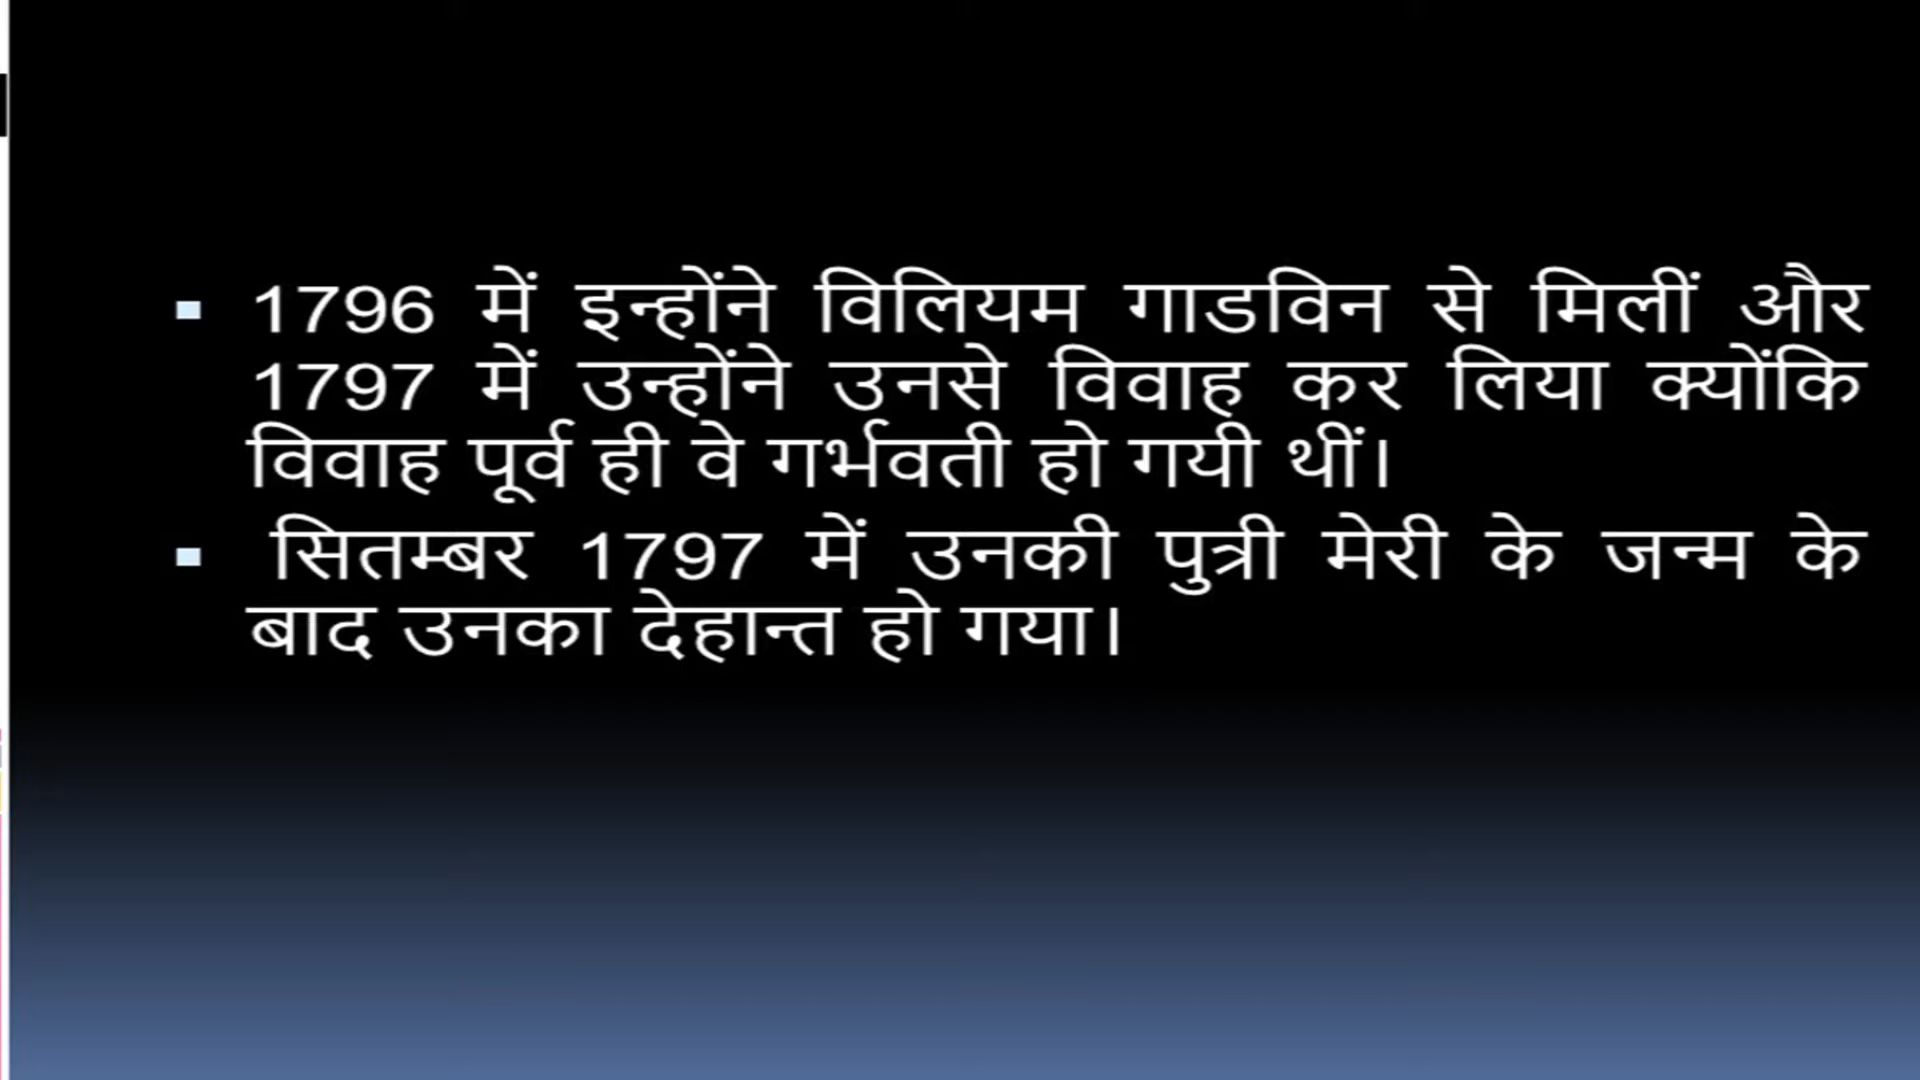 ▪ 1796 में इन्होंने विलियम गाडविन से मिलीं और
1797 में उन्होंने उनसे विवाह कर लिया क्योंकि
विवाह पूर्व ही वे गर्भवती हो गयी थीं।
▪ सितम्बर 1797 में उनकी पुत्री मेरी के जन्म के
बाद उनका देहान्त हो गया।